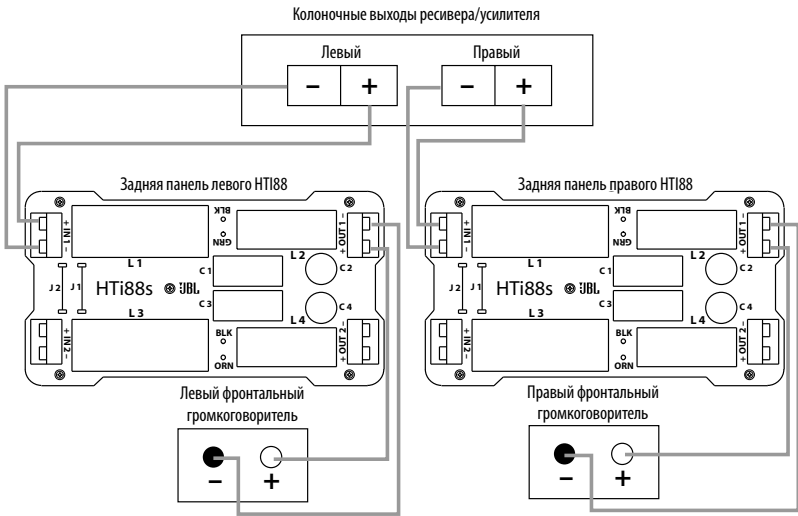 Колоночные выходы ресивера/усилителя
Левый
Правый
– +
– +
Задняя панель левого HTI88
Задняя панель правого HTI88
+ IN 1 –
BLK
GRN
OUT 1 –
+
L 1
L 2
C 1
C 2
J 2
J 1
HTi88s
JBL
C 3
C 4
L 3
L 4
+ IN 2 –
BLK
ORN
+ OUT 2 –
+ IN 1 –
BLK
GRN
OUT 1 –
+
L 1
L 2
C 1
C 2
J 2
J 1
HTi88s
JBL
C 3
C 4
L 3
L 4
+ IN 2 –
BLK
ORN
+ OUT 2 –
Левый фронтальный
громкоговоритель
– +
Правый фронтальный
громкоговоритель
– +